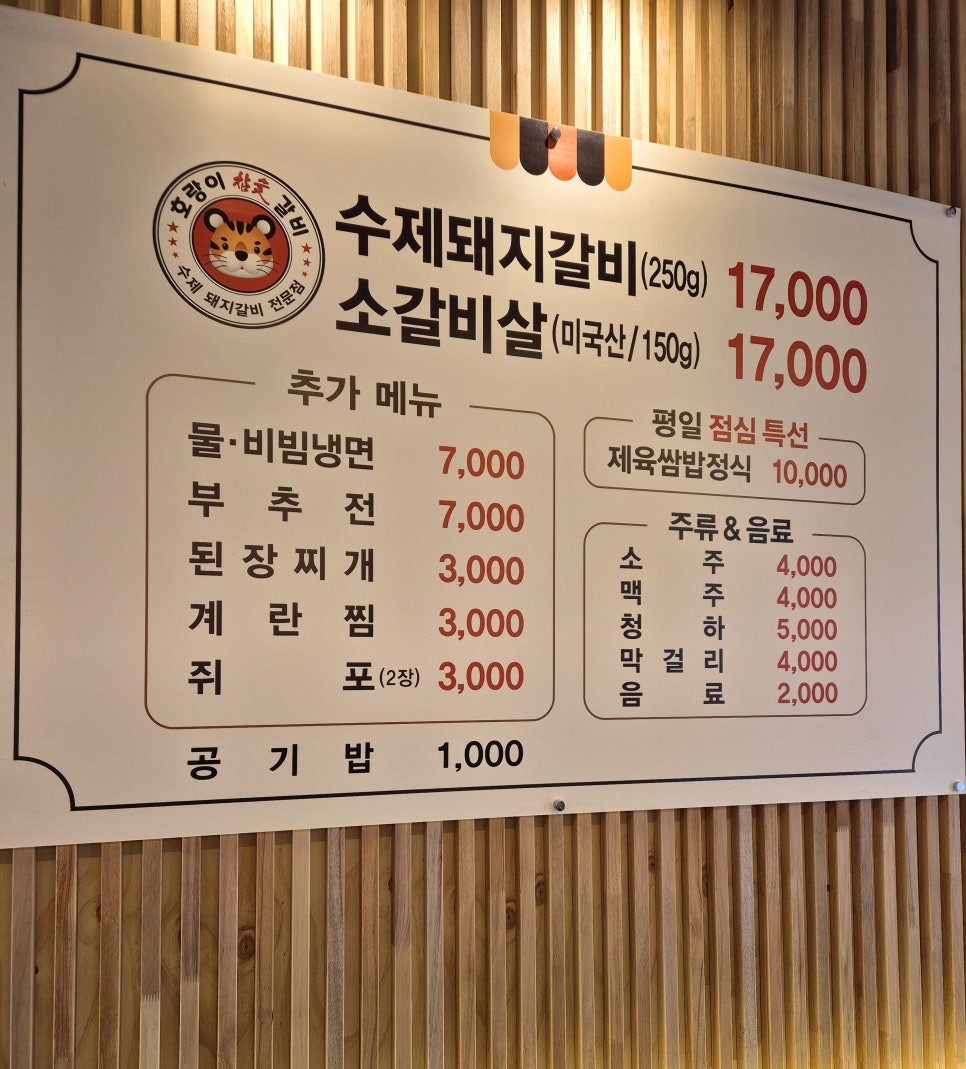 호랑이 참숯 갈비
수제 돼지갈비 전문점
수제돼지갈비(250g) 17,000
소갈비살(미국산/150g) 17,000
추가 메뉴
물·비빔냉면 7,000
부추전 7,000
된장찌개 3,000
계란찜 3,000
쥐포(2장) 3,000
공기밥 1,000
평일 점심 특선
제육쌈밥정식 10,000
주류 & 음료
소주 4,000
맥주 4,000
청하 5,000
막걸리 4,000
음료 2,000